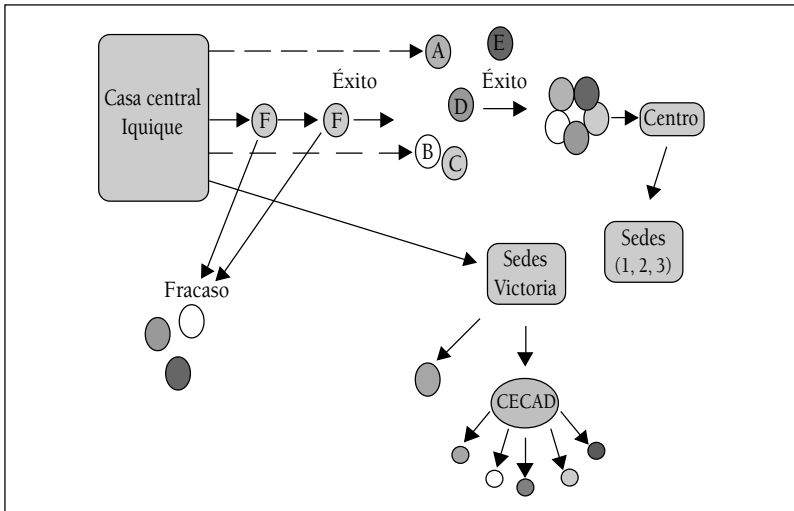 A
E
Casa central
Iquique
Éxito
Éxito
D
F
F
Centro
B
C
Sedes
(1, 2, 3)
Sedes
Victoria
Fracaso
CECAD